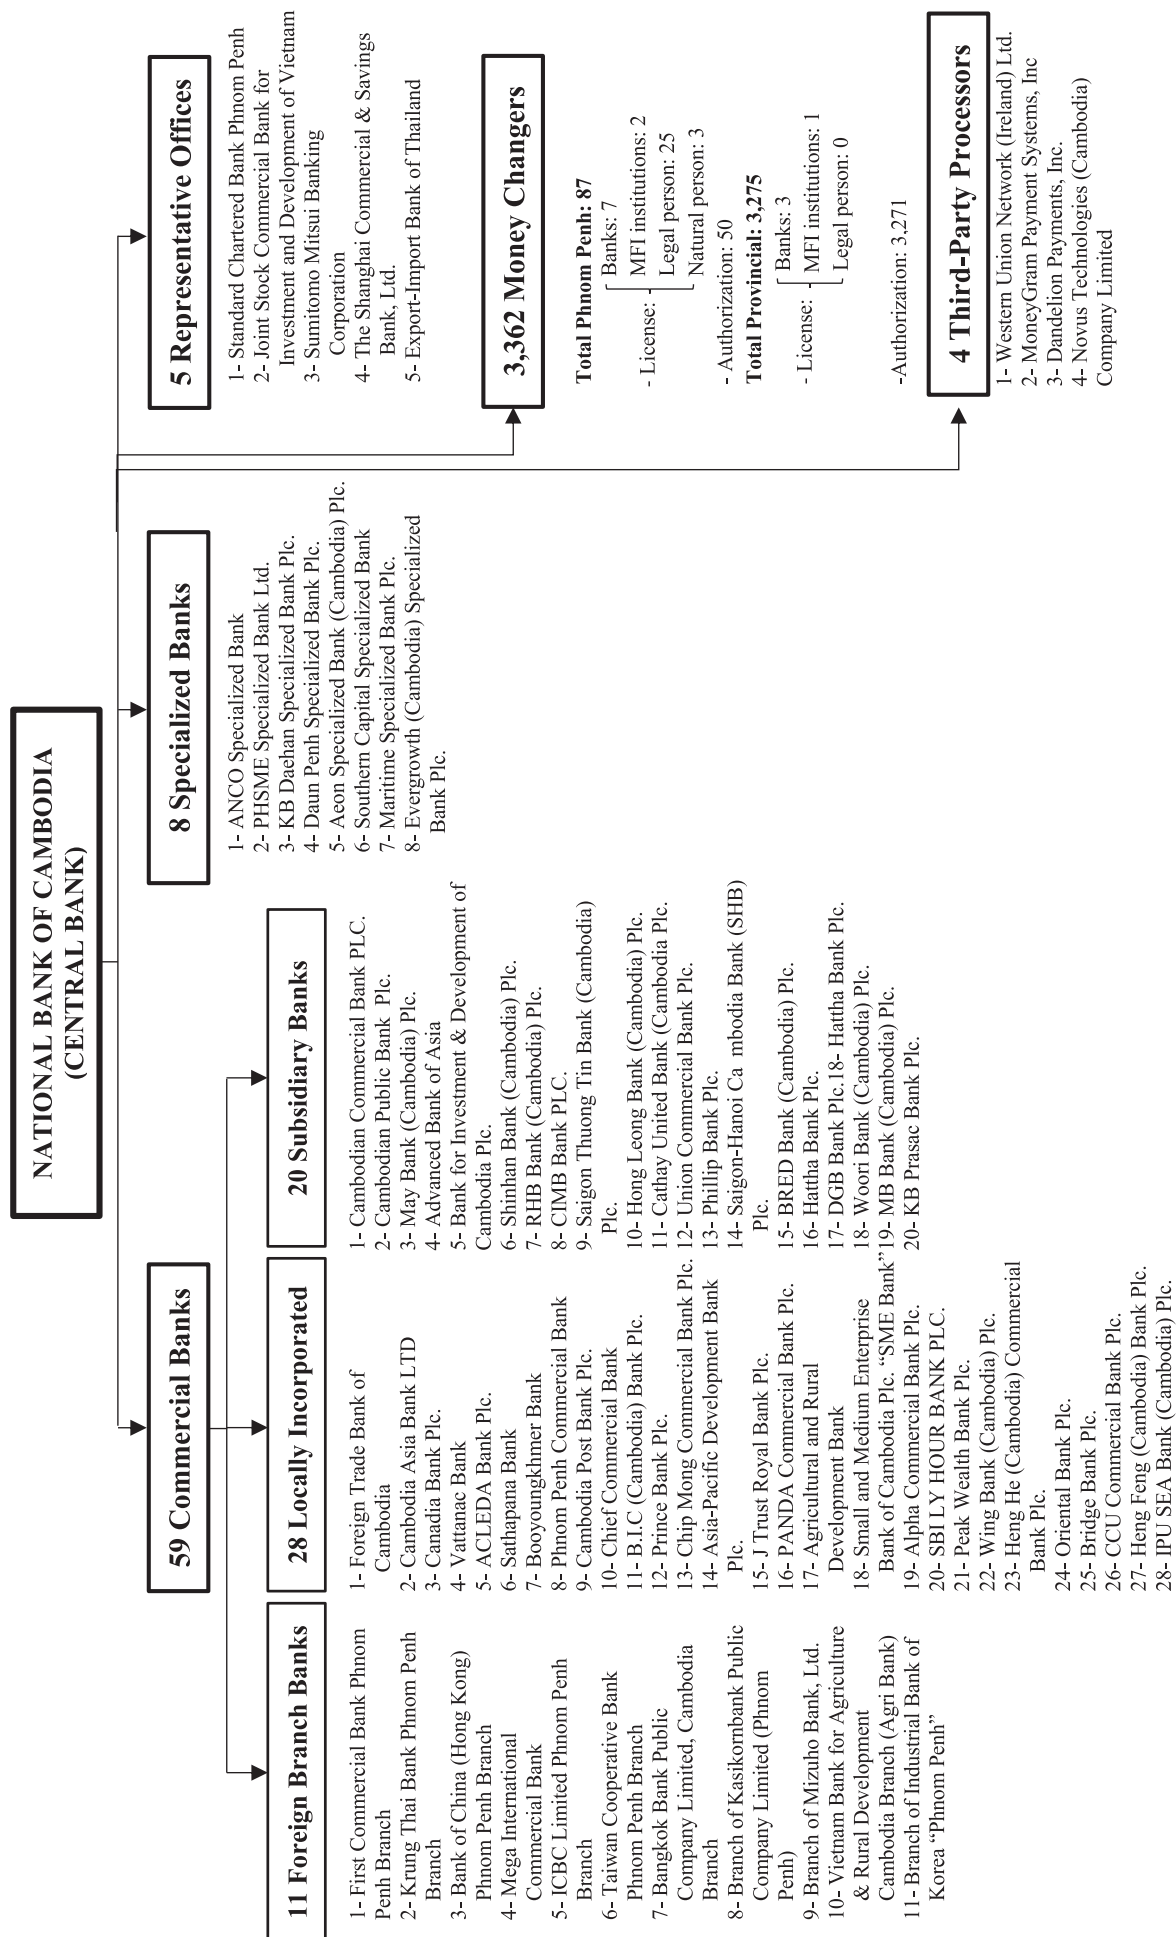 NATIONAL BANK OF CAMBODIA
(CENTRAL BANK)
59 Commercial Banks
11 Foreign Branch Banks
1- First Commercial Bank Phnom
Penh Branch
2- Krung Thai Bank Phnom Penh
Branch
3- Bank of China (Hong Kong)
Phnom Penh Branch
4- Mega International
Commercial Bank
5- ICBC Limited Phnom Penh
Branch
6- Taiwan Cooperative Bank
Phnom Penh Branch
7- Bangkok Bank Public
Company Limited, Cambodia
Branch
8- Branch of Kasikornbank Public
Company Limited (Phnom
Penh)
9- Branch of Mizuho Bank, Ltd.
10- Vietnam Bank for Agriculture
& Rural Development
Cambodia Branch (Agri Bank)
11- Branch of Industrial Bank of
Korea “Phnom Penh”
28 Locally Incorporated
1- Foreign Trade Bank of
Cambodia
2- Cambodia Asia Bank LTD
3- Canadia Bank Plc.
4- Vattanac Bank
5- ACLEDA Bank Plc.
6- Sathapana Bank
7- Booyoungkhmer Bank
8- Phnom Penh Commercial Bank
9- Cambodia Post Bank Plc.
10- Chief Commercial Bank
11- B.I.C (Cambodia) Bank Plc.
12- Prince Bank Plc.
13- Chip Mong Commercial Bank Plc.
14- Asia-Pacific Development Bank
Plc.
15- J Trust Royal Bank Plc.
16- PANDA Commercial Bank Plc.
17- Agricultural and Rural
Development Bank
18- Small and Medium Enterprise
Bank of Cambodia Plc. “SME Bank”
19- Alpha Commercial Bank Plc.
20- SBI LY HOUR BANK PLC.
21- Peak Wealth Bank Plc.
22- Wing Bank (Cambodia) Plc.
23- Heng He (Cambodia) Commercial
Bank Plc.
24- Oriental Bank Plc.
25- Bridge Bank Plc.
26- CCU Commercial Bank Plc.
27- Heng Feng (Cambodia) Bank Plc.
28- IPU SEA Bank (Cambodia) Plc.
20 Subsidiary Banks
1- Cambodian Commercial Bank PLC.
2- Cambodian Public Bank Plc.
3- May Bank (Cambodia) Plc.
4- Advanced Bank of Asia
5- Bank for Investment & Development of
Cambodia Plc.
6- Shinhan Bank (Cambodia) Plc.
7- RHB Bank (Cambodia) Plc.
8- CIMB Bank PLC.
9- Saigon Thuong Tin Bank (Cambodia)
Plc.
10- Hong Leong Bank (Cambodia) Plc.
11- Cathay United Bank (Cambodia Plc.
12- Union Commercial Bank Plc.
13- Phillip Bank Plc.
14- Saigon-Hanoi Ca mbodia Bank (SHB)
Plc.
15- BRED Bank (Cambodia) Plc.
16- Hattha Bank Plc.
17- DGB Bank Plc.18- Hattha Bank Plc.
18- Woori Bank (Cambodia) Plc.
19- MB Bank (Cambodia) Plc.
20- KB Prasac Bank Plc.
8 Specialized Banks
1- ANCO Specialized Bank
2- PHSME Specialized Bank Ltd.
3- KB Daehan Specialized Bank Plc.
4- Daun Penh Specialized Bank Plc.
5- Aeon Specialized Bank (Cambodia) Plc.
6- Southern Capital Specialized Bank
7- Maritime Specialized Bank Plc.
8- Evergrowth (Cambodia) Specialized
Bank Plc.
5 Representative Offices
1- Standard Chartered Bank Phnom Penh
2- Joint Stock Commercial Bank for
Investment and Development of Vietnam
3- Sumitomo Mitsui Banking
Corporation
4- The Shanghai Commercial & Savings
Bank, Ltd.
5- Export-Import Bank of Thailand
3,362 Money Changers
Total Phnom Penh: 87
- License:
Banks: 7
MFI institutions: 2
Legal person: 25
Natural person: 3
- Authorization: 50
Total Provincial: 3,275
- License:
Banks: 3
MFI institutions: 1
Legal person: 0
-Authorization: 3,271
4 Third-Party Processors
1- Western Union Network (Ireland) Ltd.
2- MoneyGram Payment Systems, Inc
3- Dandelion Payments, Inc.
4- Novus Technologies (Cambodia)
Company Limited